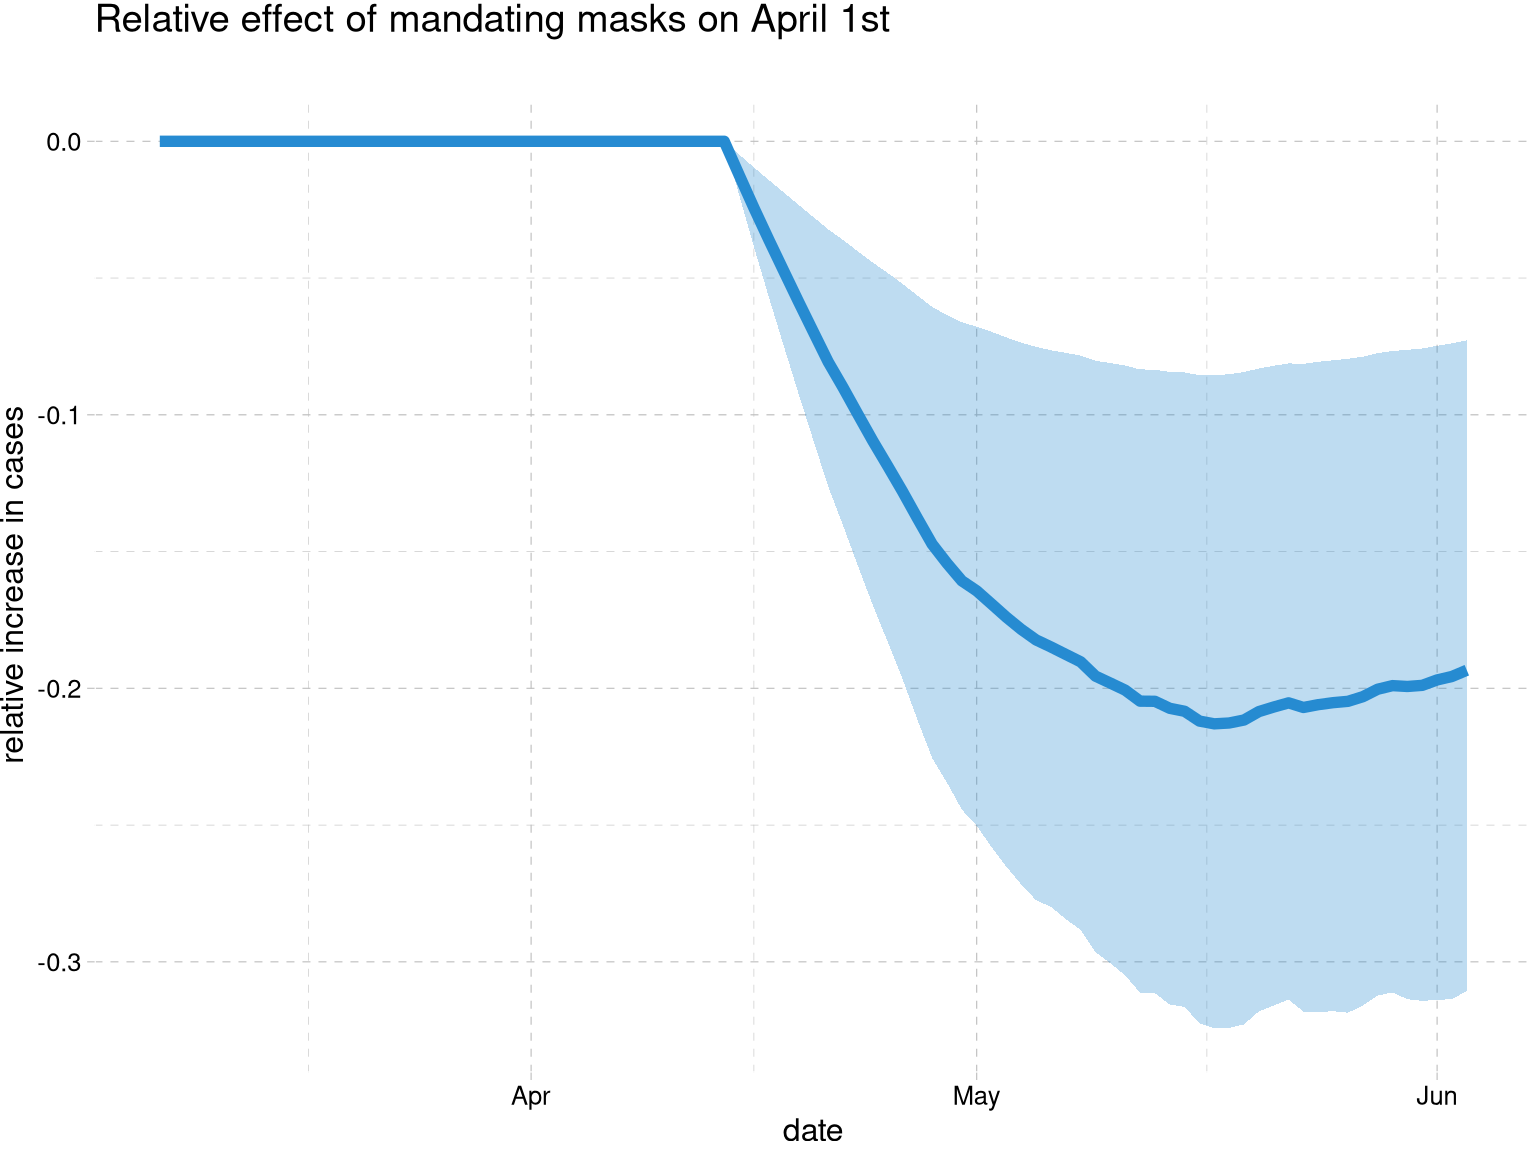 Relative effect of mandating masks on April 1st
0.0
-0.1
-0.2
-0.3
relative increase in cases
Apr
May
Jun
date